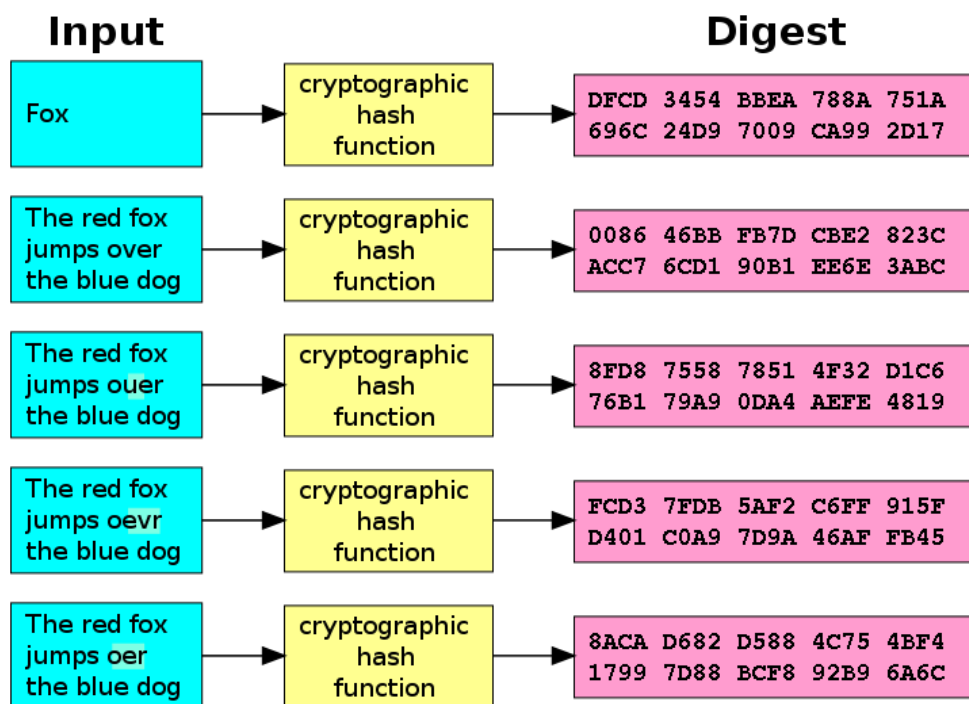 Input
Digest
Fox
cryptographic
hash
function
DFCD 3454 BBEA 788A 751A
696C 24D9 7009 CA99 2D17
The red fox
jumps over
the blue dog
cryptographic
hash
function
0086 46BB FB7D CBE2 823C
ACC7 6CD1 90B1 EE6E 3ABC
The red fox
jumps ouer
the blue dog
cryptographic
hash
function
8FD8 7558 7851 4F32 D1C6
76B1 79A9 0DA4 AEFE 4819
The red fox
jumps oevr
the blue dog
cryptographic
hash
function
FCD3 7FDB 5AF2 C6FF 915F
D401 C0A9 7D9A 46AF FB45
The red fox
jumps oer
the blue dog
cryptographic
hash
function
8ACA D682 D588 4C75 4BF4
1799 7D88 BCF8 92B9 6A6C